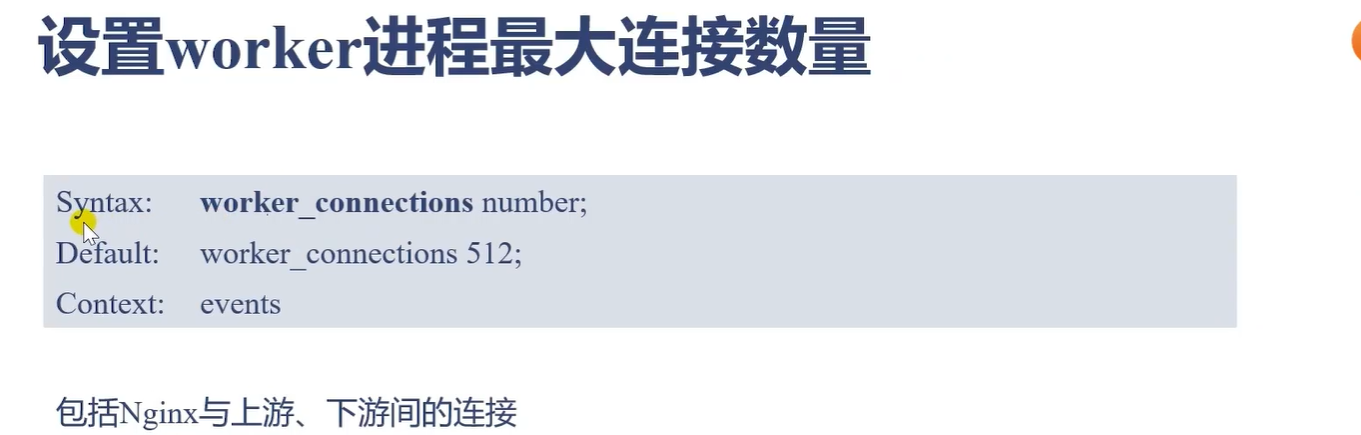 设置worker进程最大连接数量
Syntax: worker_connections number;
Default: worker_connections 512;
Context: events
包括Nginx与上游、下游间的连接